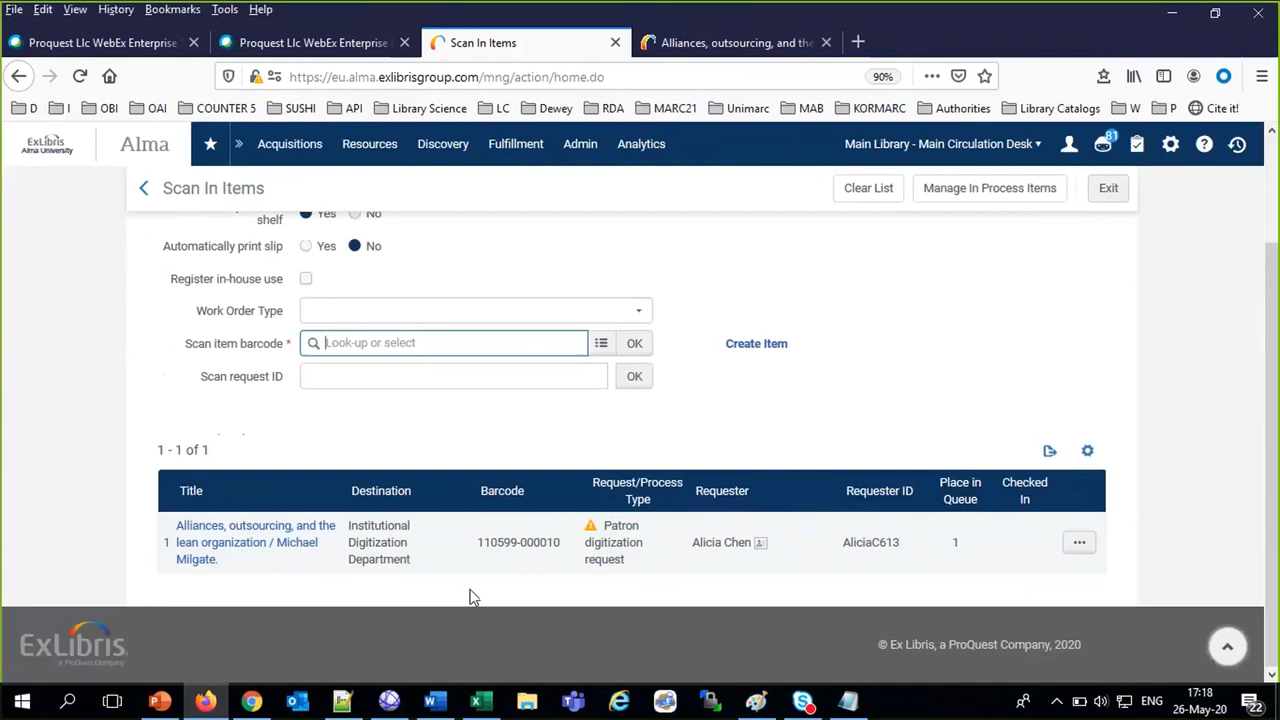 File Edit View History Bookmarks Tools Help
Proquest Llc WebEx Enterprise
Proquest Llc WebEx Enterprise
Scan In Items
Alliances, outsourcing, and the
https://eu.alma.exlibrisgroup.com/mng/action/home.do
90%
D I OBI OAI COUNTER 5 SUSHI API Library Science LC Dewey RDA MARC21 Unimarc MAB KORMARC Authorities Library Catalogs W P Cite it!
ExLibris
Alma University
Alma
Acquisitions Resources Discovery Fulfillment Admin Analytics
Main Library - Main Circulation Desk
81
Scan In Items
Clear List
Manage In Process Items
Exit
shelf
Yes No
Automatically print slip Yes No
Register in-house use
Work Order Type
Scan item barcode * Look-up or select OK Create Item
Scan request ID OK
1 - 1 of 1
Title Destination Barcode Request/Process Type Requester Requester ID Place in Queue Checked In
1 Alliances, outsourcing, and the lean organization / Michael Milgate.
Institutional Digitization Department
110599-000010
Patron digitization request
Alicia Chen
AliciaC613
1
ExLibris
a ProQuest Company
© Ex Libris, a ProQuest Company, 2020
ENG
17:18
26-May-20
22